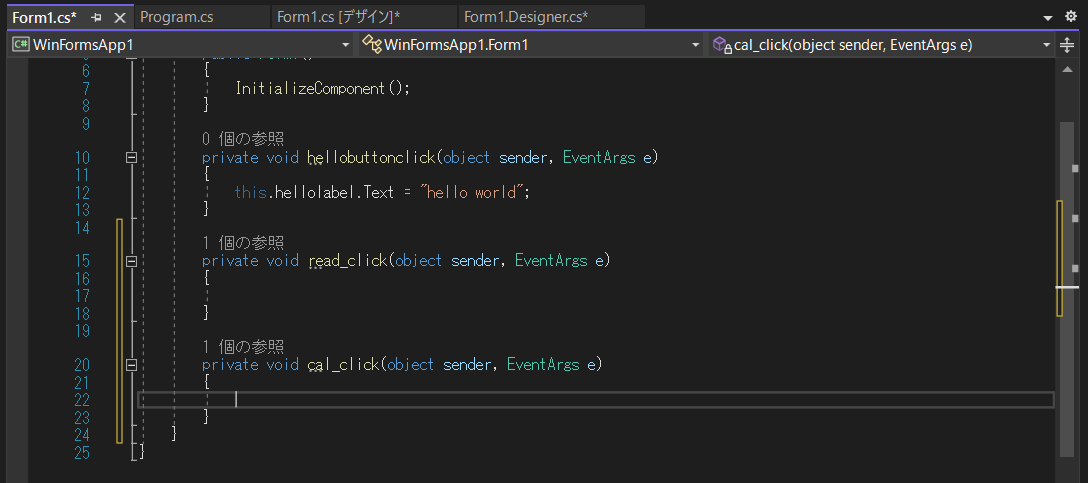 Form1.cs*
Program.cs
Form1.cs [デザイン]*
Form1.Designer.cs*
C# WinFormsApp1
WinFormsApp1.Form1
cal_click(object sender, EventArgs e)
6 {
7 InitializeComponent();
8 }
9
0 個の参照
10 private void hellobuttonclick(object sender, EventArgs e)
11 {
12 this.hellolabel.Text = "hello world";
13 }
14
1 個の参照
15 private void read_click(object sender, EventArgs e)
16 {
17
18 }
19
1 個の参照
20 private void cal_click(object sender, EventArgs e)
21 {
22
23 }
24 }
25 }